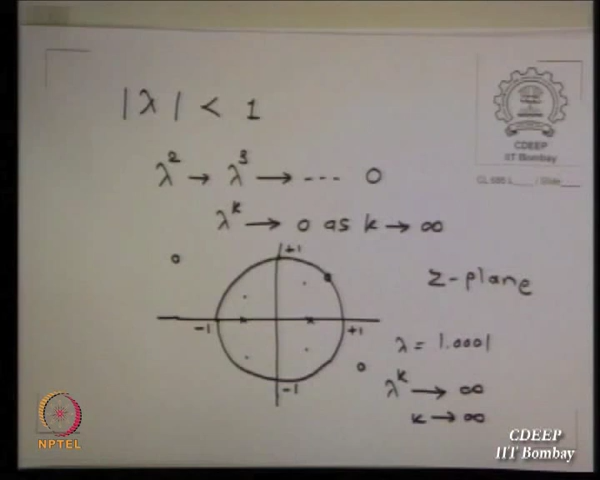 |λ| < 1
CDEEP
IIT Bombay
λ² → λ³ → --- 0
λᵏ → 0 as k → ∞
+1
z-plane
-1
+1
λ = 1.0001
-1
λᵏ → ∞
k → ∞
NPTEL
CDEEP
IIT Bombay